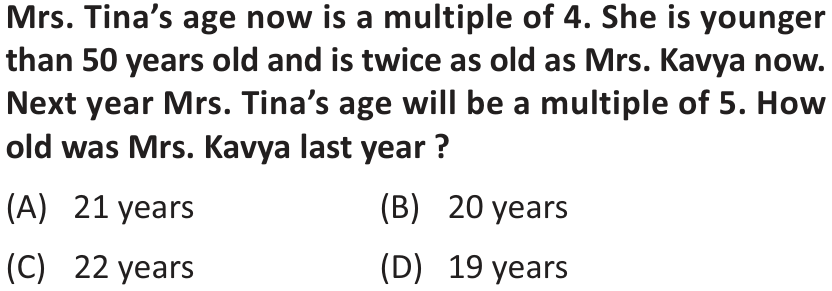 Mrs. Tina’s age now is a multiple of 4. She is younger
than 50 years old and is twice as old as Mrs. Kavya now.
Next year Mrs. Tina’s age will be a multiple of 5. How
old was Mrs. Kavya last year ?
(A) 21 years (B) 20 years
(C) 22 years (D) 19 years